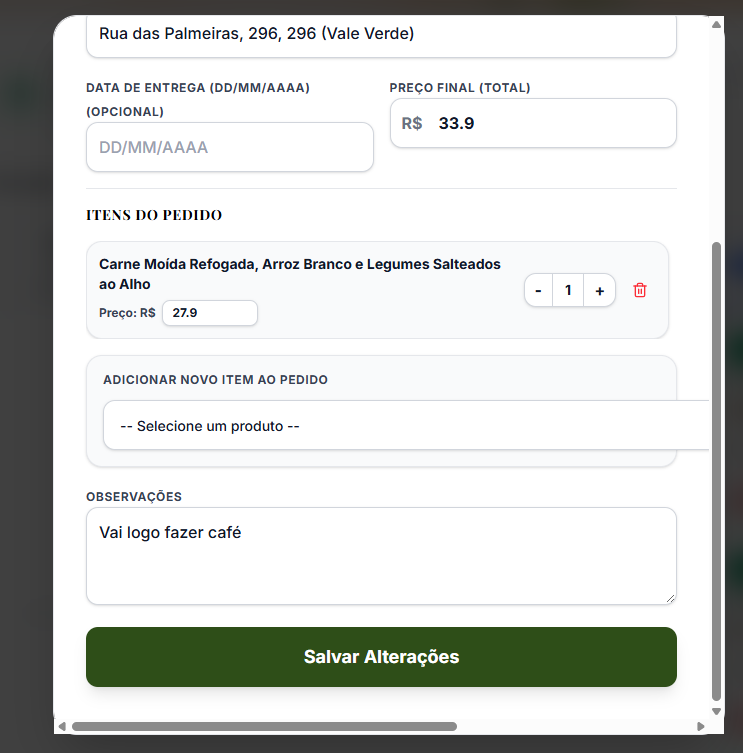 Rua das Palmeiras, 296, 296 (Vale Verde)
DATA DE ENTREGA (DD/MM/AAAA)
(OPCIONAL)
DD/MM/AAAA
PREÇO FINAL (TOTAL)
R$ 33.9
ITENS DO PEDIDO
Carne Moída Refogada, Arroz Branco e Legumes Salteados
ao Alho
Preço: R$ 27.9
- 1 +
ADICIONAR NOVO ITEM AO PEDIDO
-- Selecione um produto --
OBSERVAÇÕES
Vai logo fazer café
Salvar Alterações